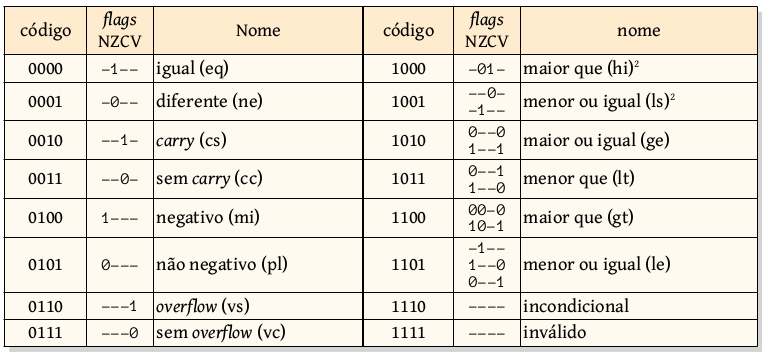 código flags NZCV Nome código flags NZCV nome
0000 -1-- igual (eq) 1000 -01- maior que (hi)²
0001 -0-- diferente (ne) 1001 --0- -1-- menor ou igual (ls)²
0010 --1- carry (cs) 1010 0--0 1--1 maior ou igual (ge)
0011 --0- sem carry (cc) 1011 0--1 1--0 menor que (lt)
0100 1--- negativo (mi) 1100 00-0 10-1 maior que (gt)
0101 0--- não negativo (pl) 1101 -1-- 1--0 0--1 menor ou igual (le)
0110 ---1 overflow (vs) 1110 ---- incondicional
0111 ---0 sem overflow (vc) 1111 ---- inválido